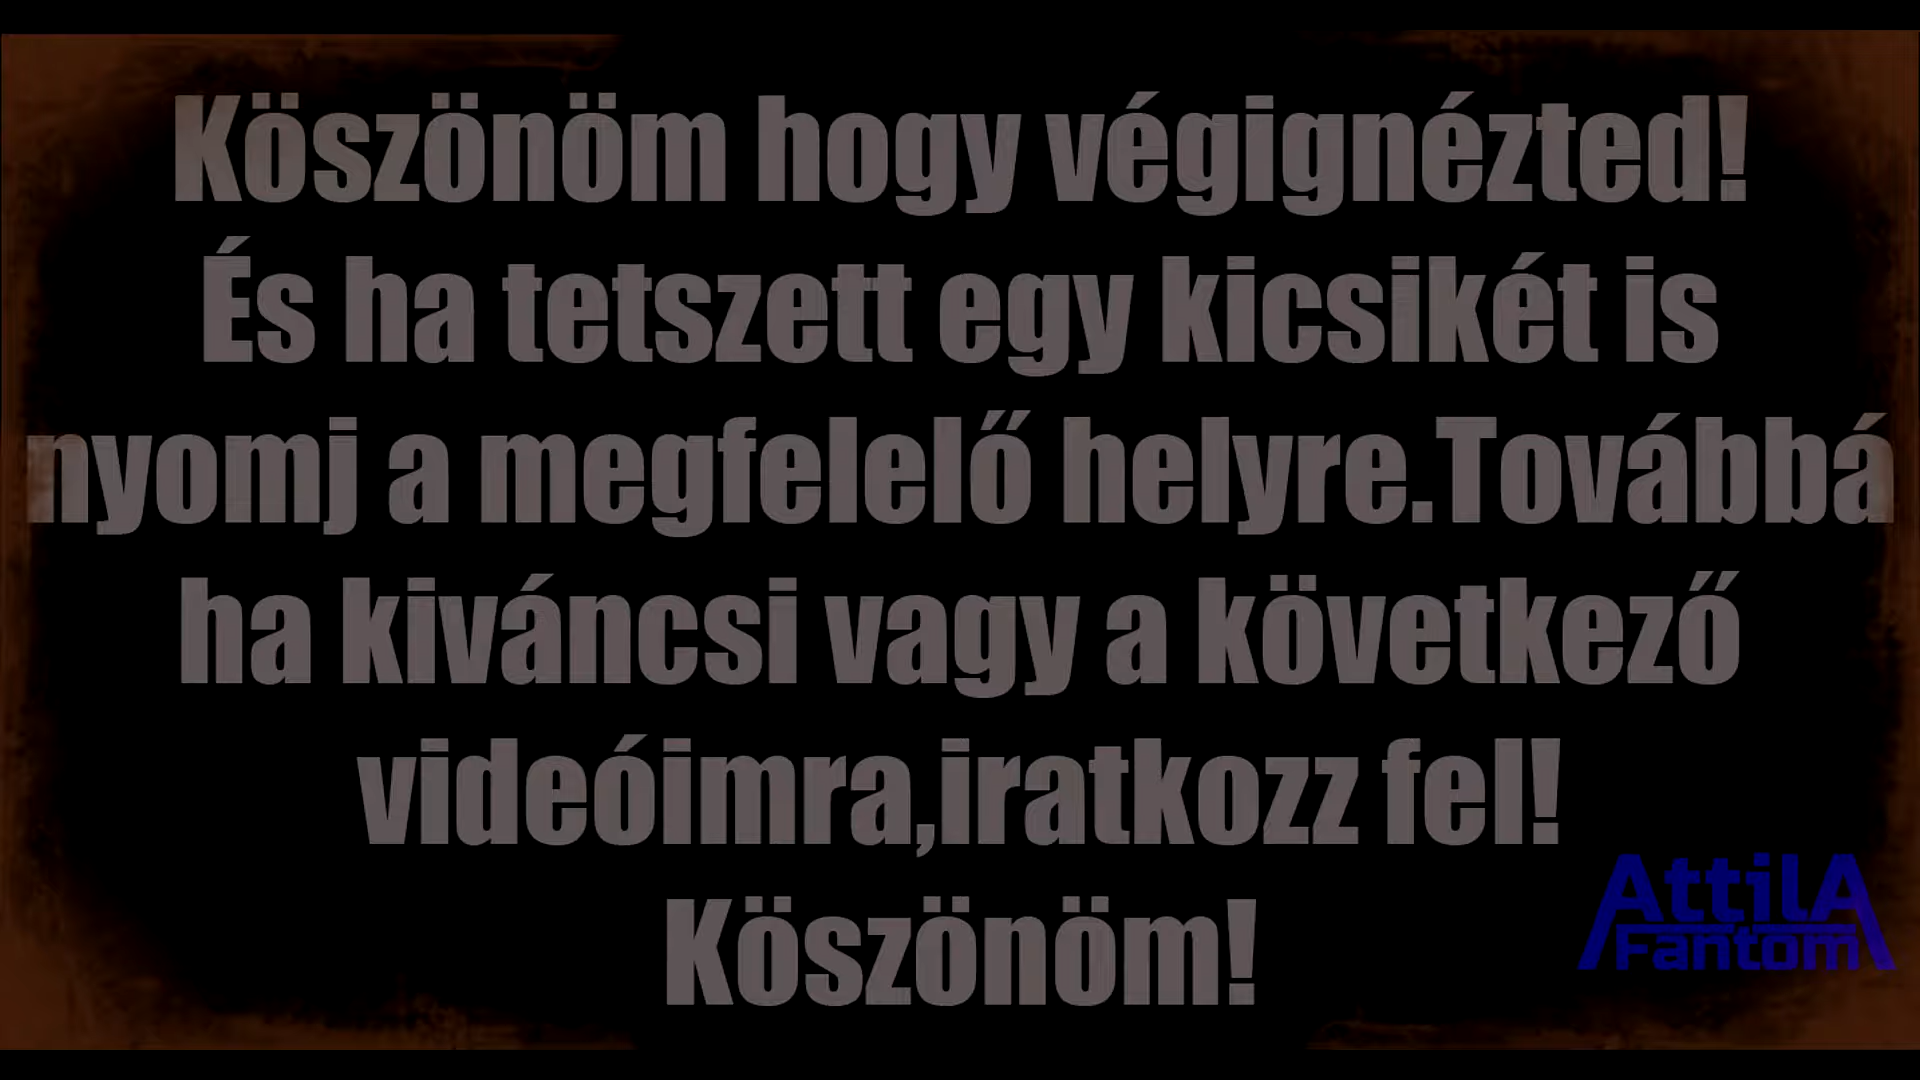 Köszönöm hogy végignézted!
És ha tetszett egy kicsikét is
nyomj a megfelelő helyre.Továbbá
ha kiváncsi vagy a következő
videóimra,iratkozz fel!
Köszönöm!
AttilA
Fantom